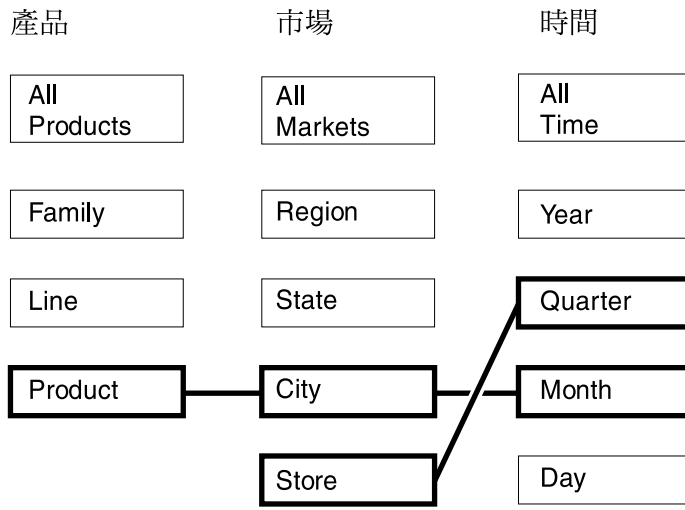 產品
市場
時間
All
Products
All
Markets
All
Time
Family
Region
Year
Line
State
Quarter
Product
City
Month
Store
Day